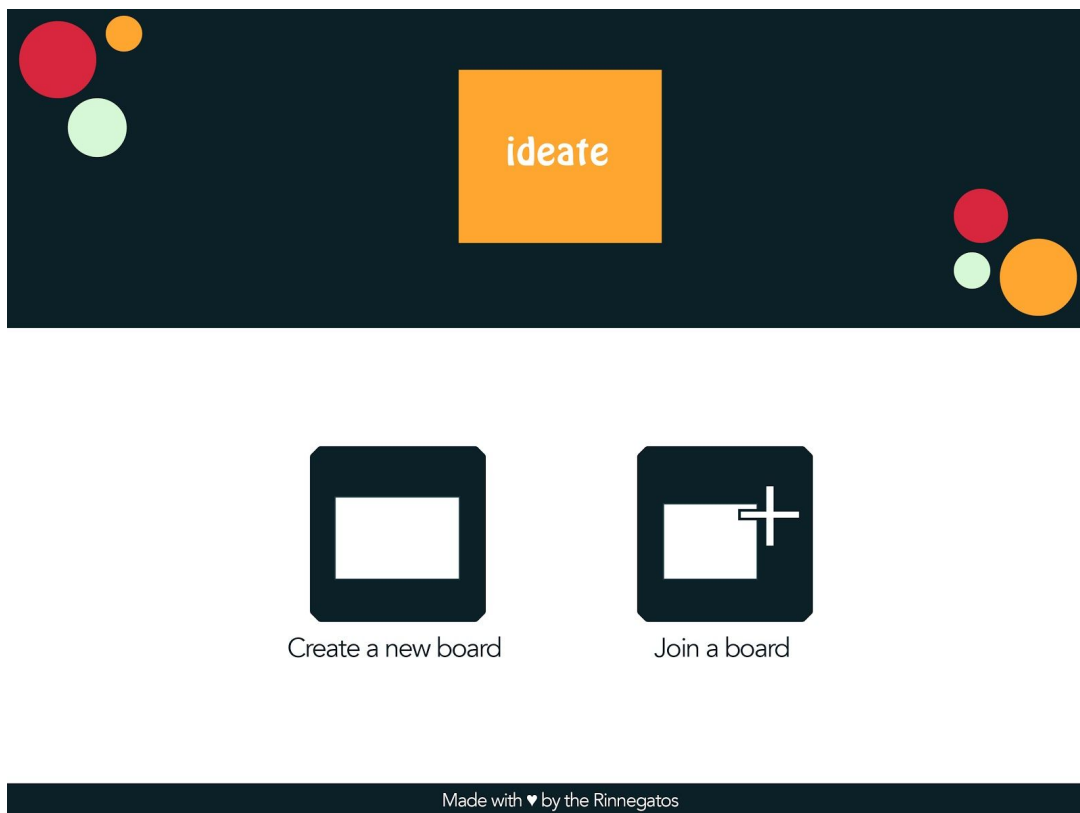 ideate
Create a new board
Join a board
Made with ♥ by the Rinnegatos